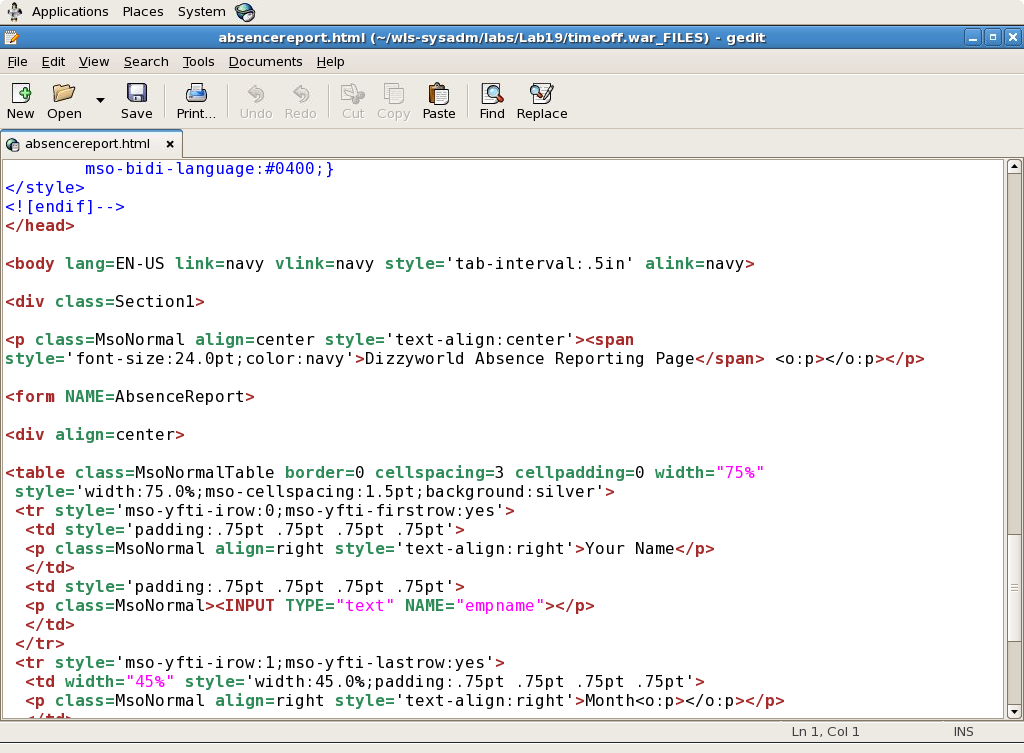 Applications Places System
absencereport.html (~/wls-sysadm/labs/Lab19/timeoff.war_FILES) - gedit
File Edit View Search Tools Documents Help
New Open Save Print... Undo Redo Cut Copy Paste Find Replace
absencereport.html
        mso-bidi-language:#0400;}
</style>
<![endif]-->
</head>
<body lang=EN-US link=navy vlink=navy style='tab-interval:.5in' alink=navy>
<div class=Section1>
<p class=MsoNormal align=center style='text-align:center'><span
style='font-size:24.0pt;color:navy'>Dizzyworld Absence Reporting Page</span> <o:p></o:p></p>
<form NAME=AbsenceReport>
<div align=center>
<table class=MsoNormalTable border=0 cellspacing=3 cellpadding=0 width="75%"
 style='width:75.0%;mso-cellspacing:1.5pt;background:silver'>
 <tr style='mso-yfti-irow:0;mso-yfti-firstrow:yes'>
  <td style='padding:.75pt .75pt .75pt .75pt'>
  <p class=MsoNormal align=right style='text-align:right'>Your Name</p>
  </td>
  <td style='padding:.75pt .75pt .75pt .75pt'>
  <p class=MsoNormal><INPUT TYPE="text" NAME="empname"></p>
  </td>
 </tr>
 <tr style='mso-yfti-irow:1;mso-yfti-lastrow:yes'>
  <td width="45%" style='width:45.0%;padding:.75pt .75pt .75pt .75pt'>
  <p class=MsoNormal align=right style='text-align:right'>Month<o:p></o:p></p>
  </td>
Ln 1, Col 1 INS